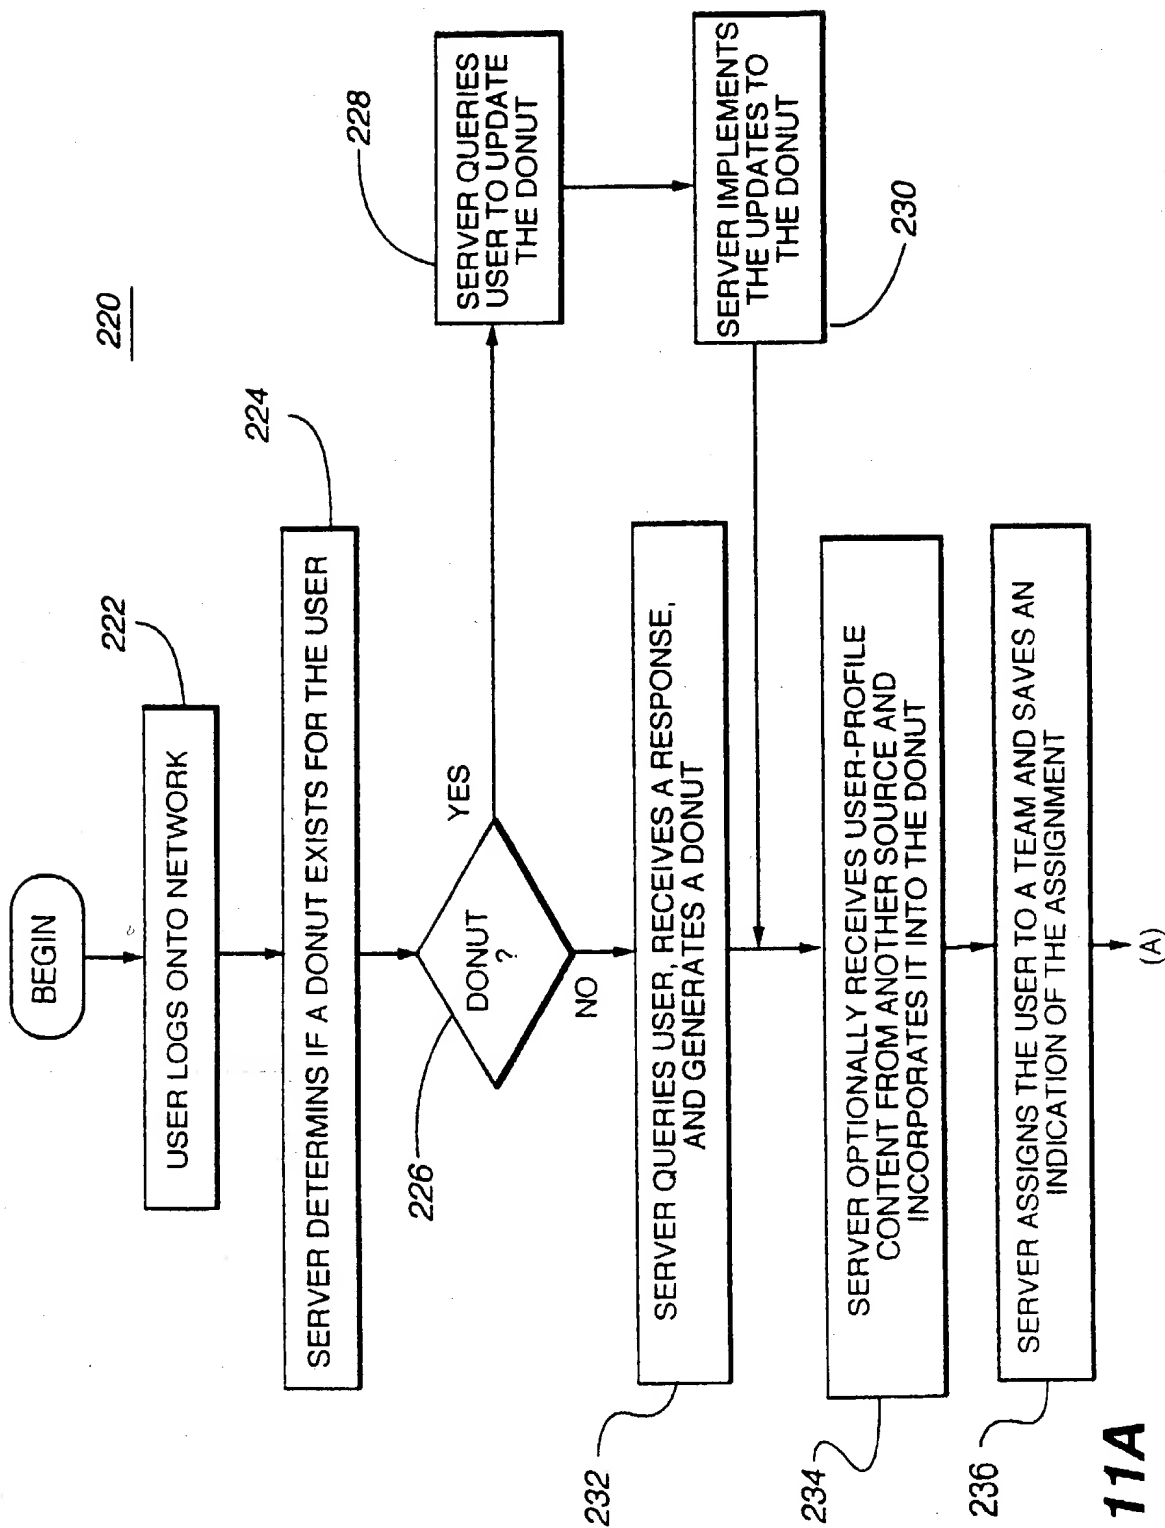 220
BEGIN
222
USER LOGS ONTO NETWORK
224
SERVER DETERMINS IF A DONUT EXISTS FOR THE USER
226
DONUT
?
YES
NO
228
SERVER QUERIES
USER TO UPDATE
THE DONUT
SERVER IMPLEMENTS
THE UPDATES TO
THE DONUT
230
232
SERVER QUERIES USER, RECEIVES A RESPONSE,
AND GENERATES A DONUT
234
SERVER OPTIONALLY RECEIVES USER-PROFILE
CONTENT FROM ANOTHER SOURCE AND
INCORPORATES IT INTO THE DONUT
236
SERVER ASSIGNS THE USER TO A TEAM AND SAVES AN
INDICATION OF THE ASSIGNMENT
(A)
11A